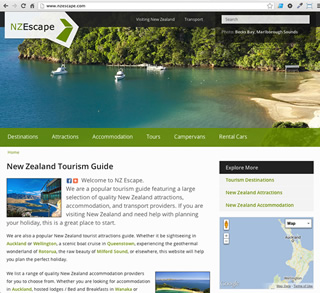 www.nzescape.com
NZEscape
Visiting New Zealand
Transport
Search
Photo: Bocks Bay, Marlborough Sounds
Destinations Attractions Accommodation Tours Campervans Rental Cars
Home
New Zealand Tourism Guide
Welcome to NZ Escape.
We are a popular tourism guide featuring a large
selection of quality New Zealand attractions,
accommodation, and transport providers. If you are
visiting New Zealand and need help with planning
your holiday, this is a great place to start.
We are also a popular New Zealand tourist attractions guide. Whether it be sightseeing in
Auckland or Wellington, a scenic boat cruise in Queenstown, experiencing the geothermal
wonderland of Rotorua, the raw beauty of Milford Sound, or elsewhere, this website will help
you plan the perfect holiday.
We list a range of quality New Zealand accommodation providers
for you to choose from. Whether you are looking for accommodation
in Auckland, hosted lodges / Bed and Breakfasts in Wanaka or
Explore More
Tourism Destinations
New Zealand Attractions
New Zealand Accommodation
Map
Auckland
New Zealand
Wellington
Map Data Terms of Use